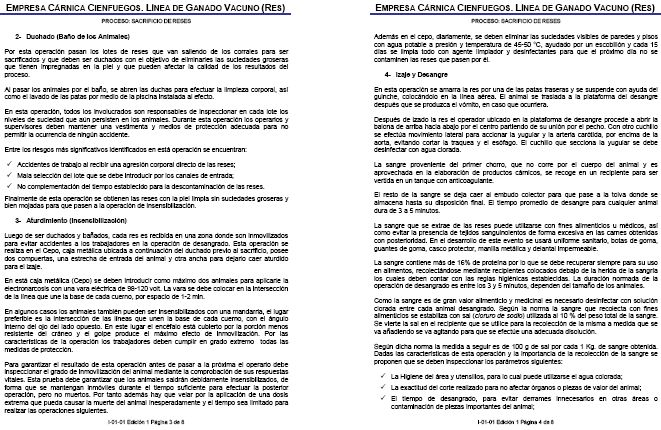 EMPRESA CÁRNICA CIENFUEGOS. LÍNEA DE GANADO VACUNO (RES)
PROCESO: SACRIFICIO DE RESES
2- Duchado (Baño de los Animales)
Por esta operación pasan los lotes de reses que van saliendo de los corrales para ser
sacrificados y que deben ser duchados con el objetivo de eliminarles las suciedades groseras
que tienen impregnadas en la piel y que pueden afectar la calidad de los resultados del
proceso.
Al pasar los animales por el baño, se abren las duchas para efectuar la limpieza corporal, así
como el lavado de las patas por medio de la piscina instalada al efecto.
En esta operación, todos los involucrados son responsables de inspeccionar en cada lote los
niveles de suciedad que aún persisten en los animales. Durante esta operación los operarios y
supervisores deben mantener una vestimenta y medios de protección adecuada para no
permitir la ocurrencia de ningún accidente.
Entre los riesgos más significativos identificados en está operación se encuentran:
✓ Accidentes de trabajo al recibir una agresión corporal directa de las reses;
✓ Mala selección del lote que se debe introducir por los canales de entrada;
✓ No complementación del tiempo establecido para la descontaminación de las reses.
Finalmente de esta operación se obtienen las reses con la piel limpia sin suciedades groseras y
bien mojadas para que pasen a la operación de insensibilización.
3- Aturdimiento (Insensibilización)
Luego de ser duchados y bañados, cada res es recibida en una zona donde son inmovilizados
para evitar accidentes a los trabajadores en la operación de desangrado. Esta operación se
realiza en el Cepo, caja metálica ubicada a continuación del duchado previo al sacrificio, posee
dos compuertas, una estrecha de entrada del animal y otra ancha para dejarlo caer aturdido
para el izaje.
En está caja metálica (Cepo) se deben introducir como máximo dos animales para aplicarle la
electronarcosis con una vara eléctrica de 98-120 volt. La vara se debe colocar en la intersección
de la línea que une la base de cada cuerno, por espacio de 1-2 min.
En algunos casos los animales también pueden ser insensibilizados con una mandarria, el lugar
preferible es la intersección de las líneas que unen la base de cada cuerno, con el ángulo
interno del ojo del lado opuesto. En este lugar el encéfalo está cubierto por la porción menos
resistente del cráneo y el golpe produce el máximo efecto de inmovilización. Por las
características de la operación los trabajadores deben cumplir en grado extremo todas las
medidas de protección.
Para garantizar el resultado de esta operación antes de pasar a la próxima el operario debe
inspeccionar el grado de inmovilización del animal mediante la comprobación de sus respuestas
vitales. Esta prueba debe garantizar que los animales saldrán debidamente insensibilizados, de
forma que se mantengan inmóviles durante el tiempo suficiente para efectuar la posterior
operación, pero no muertos. Por tanto además hay que velar por la aplicación de una dosis
extrema que pueda causar la muerte del animal inesperadamente y el tiempo sea limitado para
realizar las operaciones siguientes.
I-01-01 Edición 1 Página 3 de 8
EMPRESA CÁRNICA CIENFUEGOS. LÍNEA DE GANADO VACUNO (RES)
PROCESO: SACRIFICIO DE RESES
Además en el cepo, diariamente, se deben eliminar las suciedades visibles de paredes y pisos
con agua potable a presión y temperatura de 45-50 °C, ayudado por un escobillón y cada 15
días se limpia todo con agente limpiador y desinfectantes para que el próximo día no se
contaminen las reses que pasen por él.
4- Izaje y Desangre
En esta operación se amarra la res por una de las patas traseras y se suspende con ayuda del
guinche, colocándolo en la línea aérea. El animal se traslada a la plataforma del desangre
después que se produzca el vómito, en caso que ocurriera.
Después de izado la res el operador ubicado en la plataforma de desangre procede a abrir la
babona de arriba hacia abajo por el centro partiendo de su unión por el pecho. Con otro cuchillo
se efectúa movimiento lateral para accionar la yugular y la arteria carótida, por encima de la
aorta, evitando cortar la traquea y el esófago. El cuchillo que secciona la yugular se debe
desinfectar con agua clorada.
La sangre proveniente del primer chorro, que no corre por el cuerpo del animal y es
aprovechada en la elaboración de productos cárnicos, se recoge en un recipiente para ser
vertida en un tanque con anticoagulante.
El resto de la sangre se deja caer al embudo colector para que pase a la toiva donde se
almacena hasta su disposición final. El tiempo promedio de desangre para cualquier animal
dura de 3 a 5 minutos.
La sangre que se extrae de las reses puede utilizarse con fines alimenticios u médicos, así
como evitar la presencia de tejidos sanguinolentos de forma excesiva en las carnes obtenidas
con posterioridad. En el desarrollo de este evento se usará uniforme sanitario, botas de goma,
guantes de goma, casco protector, manilla metálica y delantal impermeable.
La sangre contiene más del 16% de proteína por lo que se debe recuperar siempre para su uso
en alimentos, recolectándose mediante recipientes colocados debajo de la herida de la sangría
los cuales deben contar con las reglas higiénicas establecidas. La duración normada de la
operación de desangrado es entre los 3 y 5 minutos, dependen del tamaño de los animales.
Como la sangre es de gran valor alimenticio y medicinal es necesario desinfectar con solución
clorada entre cada animal desangrado. Según la norma la sangre que recolecta con fines
alimenticios se establiza con sal (cloruro de sodio) utilizada al 10 % del peso total de la sangre.
Se vierte la sal en el recipiente que se utilice para la recolección de la misma a medida que se
va añadiendo se va agitando para que se efectúe una adecuada disolución.
Según dicha norma la medida a seguir es de 100 g de sal por cada 1 Kg. de sangre obtenida.
Dadas las características de esta operación y la importancia de la recolección de la sangre se
proponen que se deben inspeccionar los parámetros siguientes:
✓ La Higiene del área y utensilios, para lo cual puede utilizarse el agua clorada;
✓ La exactitud del corte realizado para no afectar órganos o piezas de valor del animal;
✓ El tiempo de desangrado, para evitar derrames innecesarios en otras áreas o
contaminación de piezas importantes del animal;
I-01-01 Edición 1 Página 4 de 8